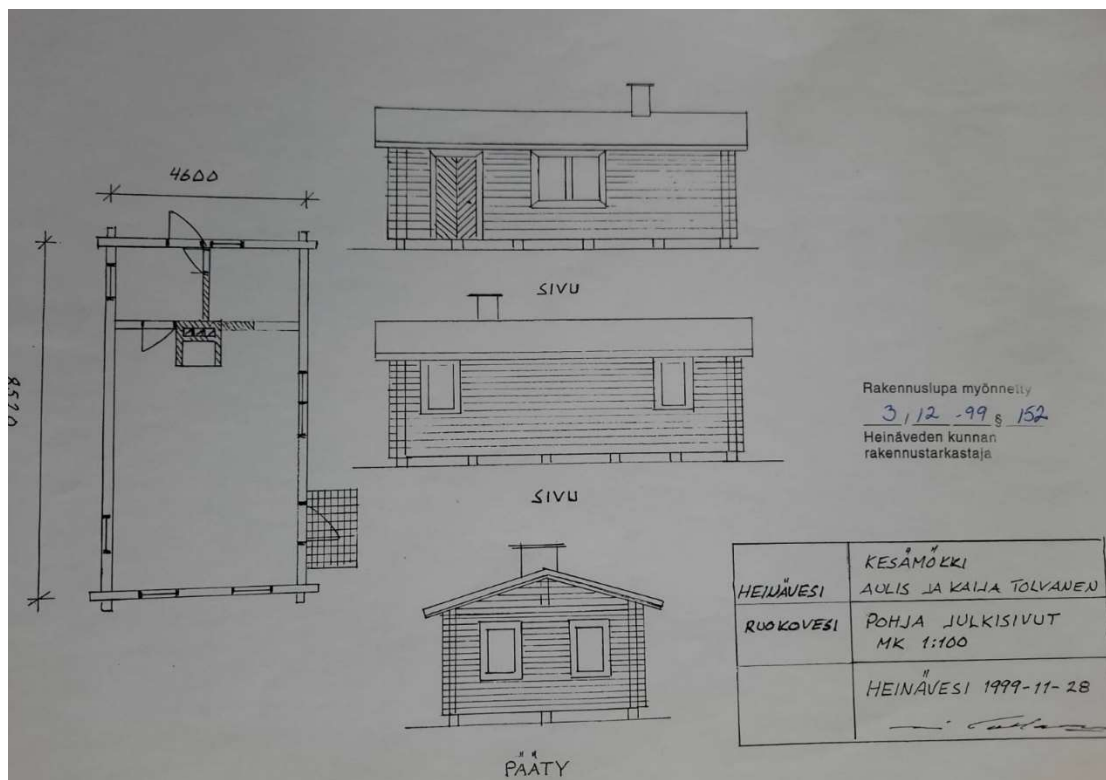 4600
8520
SIVU
SIVU
PÄÄTY
Rakennuslupa myönnetty
3 / 12 -99 § 152
Heinäveden kunnan
rakennustarkastaja
HEINÄVESI
RUOKOVESI
KESÄMÖKKI
AULIS JA KAIJA TOLVANEN
POHJA JULKISIVUT
MK 1:100
HEINÄVESI 1999-11-28